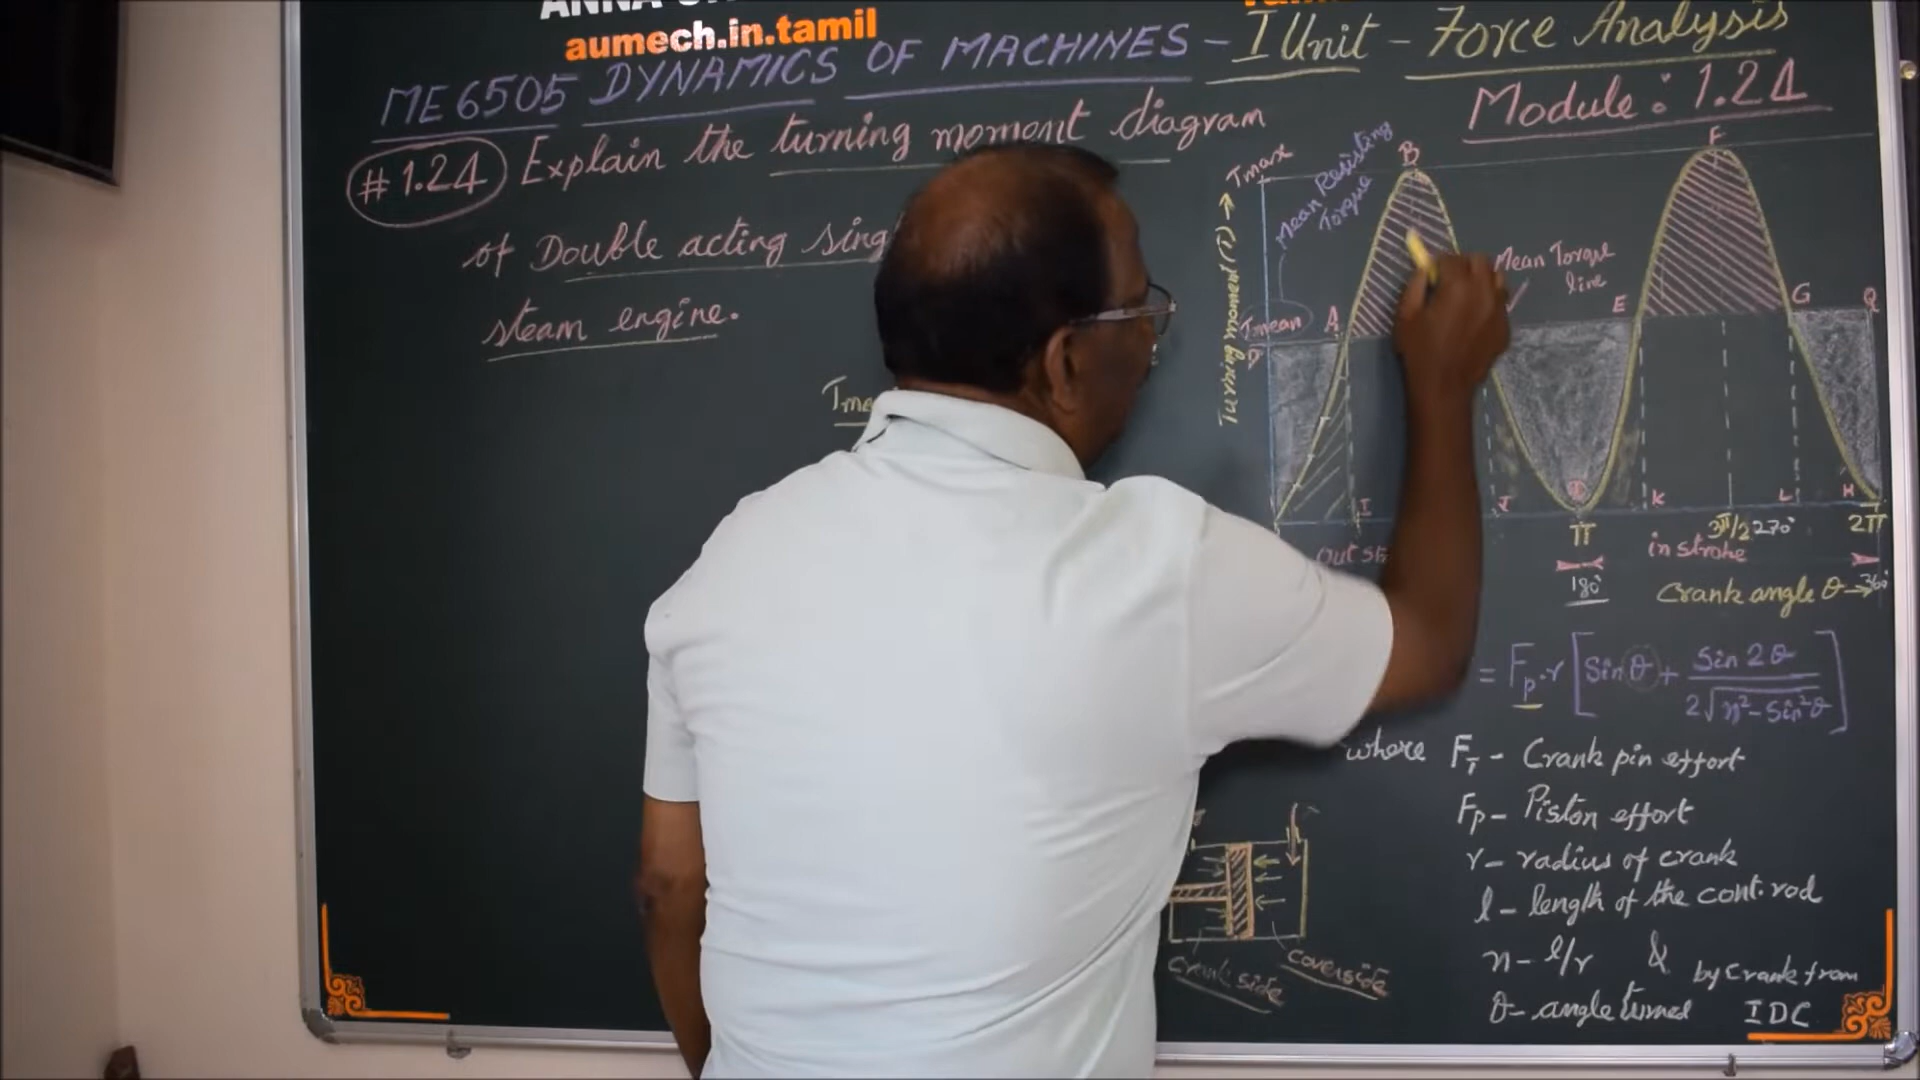 aumech.in.tamil
ME 6505 DYNAMICS OF MACHINES - I Unit - Force Analysis
Module: 1.24
# 1.24 Explain the turning moment diagram
of Double acting
steam engine.
Tmax
Mean Resisting
Torque
B
F
Turning moment (T) →
Mean Torque
line
Tmean
A
E
G
Q
I
J
K
L
H
π
3π/2 270°
2π
in stroke
180°
Crank angle θ → 360°
= Fp.r [Sin θ + Sin 2θ / 2√n²-Sin²θ]
where FT - Crank pin effort
Fp - Piston effort
r - radius of crank
l - length of the cont. rod
n - l/r &
θ - angle turned by crank from
IDC
crank side
coverside